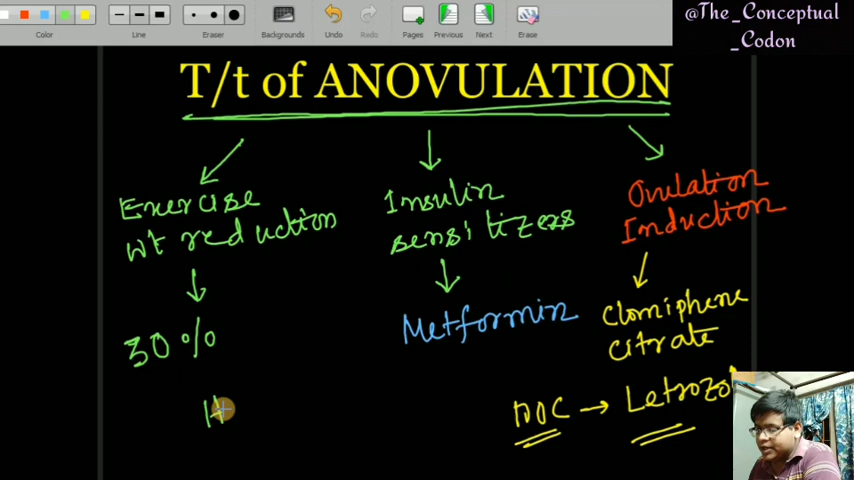 Color
Line
Eraser
Backgrounds
Undo
Redo
Pages
Previous
Next
Erase
@The_Conceptual
_Codon
T/t of ANOVULATION
Exercise
wt reduction
30%
Insulin
sensitizers
Metformin
Ovulation
Induction
Clomiphene
Citrate
DOC → Letrozol
H